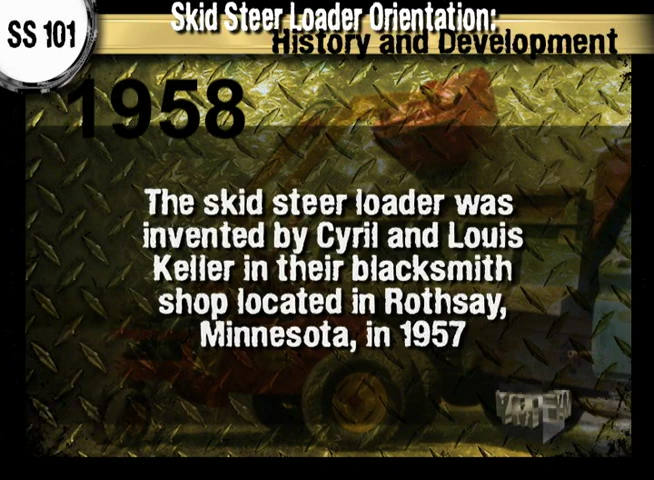 SS 101
Skid Steer Loader Orientation:
History and Development
1958
The skid steer loader was
invented by Cyril and Louis
Keller in their blacksmith
shop located in Rothsay,
Minnesota, in 1957